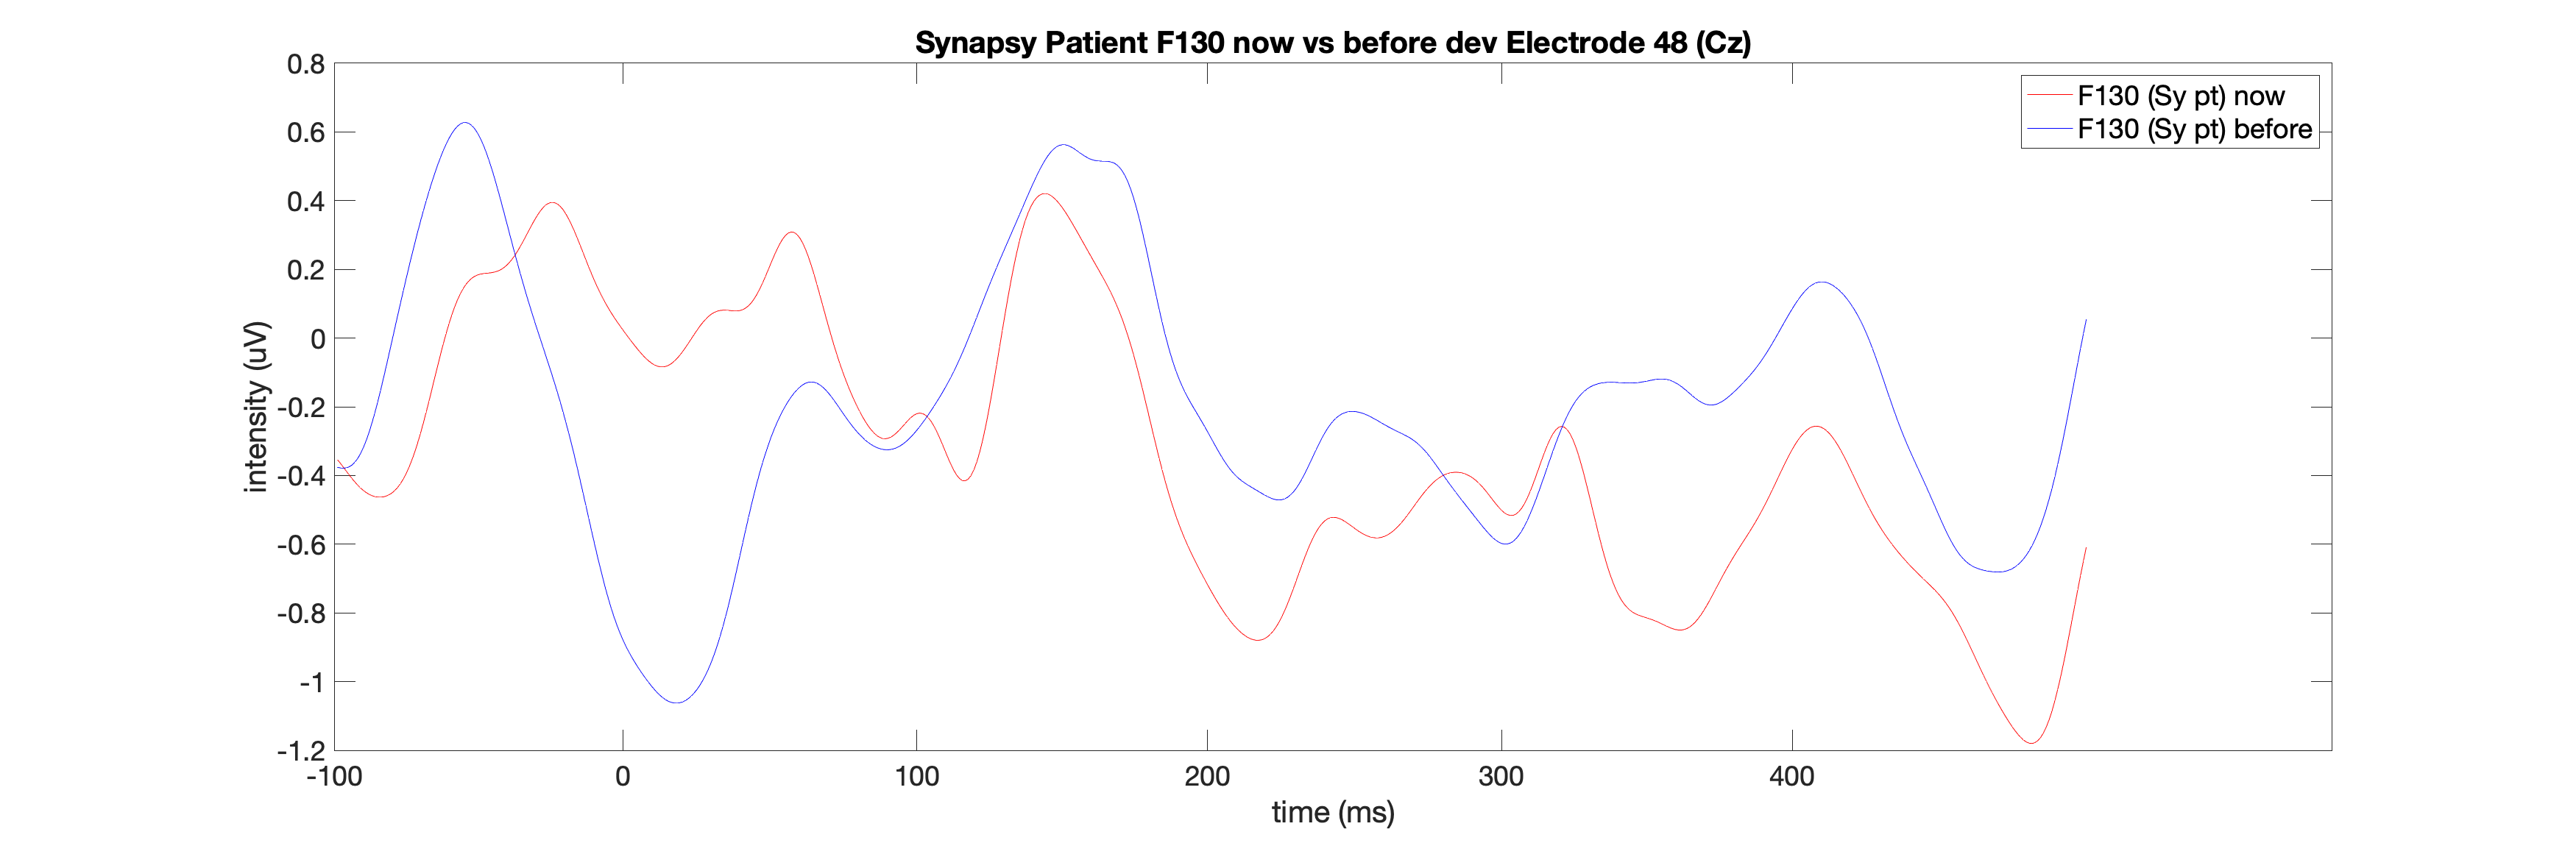 Synapsy Patient F130 now vs before dev Electrode 48 (Cz)
F130 (Sy pt) now
F130 (Sy pt) before
intensity (uV)
0.8
0.6
0.4
0.2
0
-0.2
-0.4
-0.6
-0.8
-1
-1.2
-100 0 100 200 300 400
time (ms)